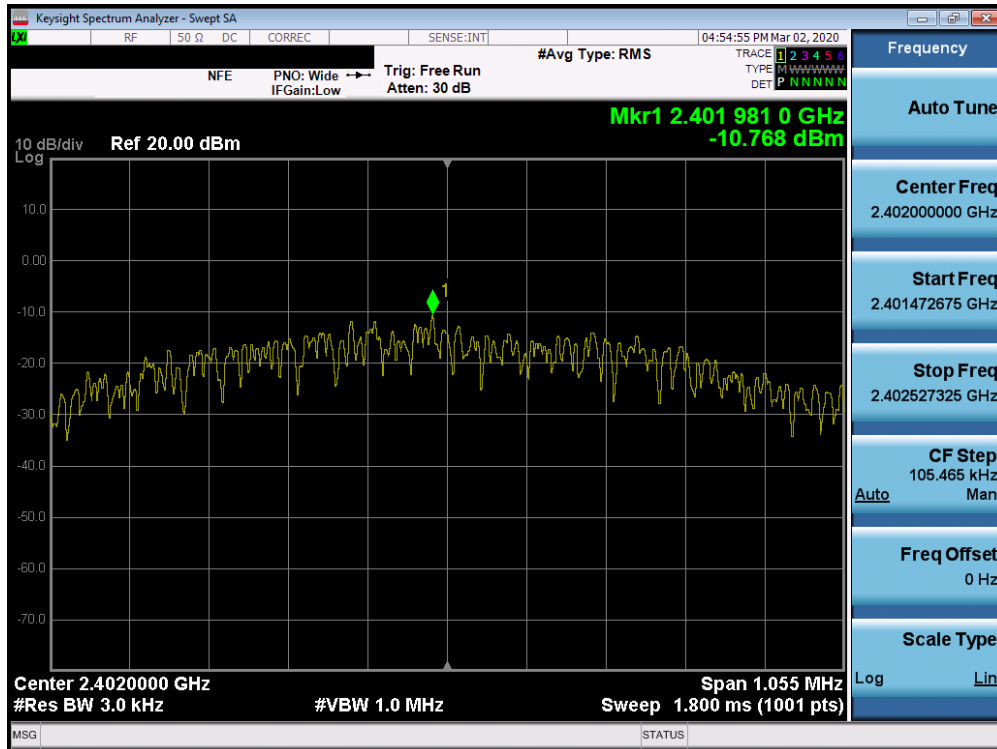 Keysight Spectrum Analyzer - Swept SA
LXI RF 50 Ω DC CORREC SENSE:INT 04:54:55 PM Mar 02, 2020
NFE PNO: Wide Trig: Free Run #Avg Type: RMS TRACE 1 2 3 4 5 6
IFGain:Low Atten: 30 dB TYPE M W W W W W
DET P N N N N N
Mkr1 2.401 981 0 GHz
-10.768 dBm
10 dB/div Ref 20.00 dBm
Log
10.0
0.00
1
-10.0
-20.0
-30.0
-40.0
-50.0
-60.0
-70.0
Center 2.4020000 GHz Span 1.055 MHz
#Res BW 3.0 kHz #VBW 1.0 MHz Sweep 1.800 ms (1001 pts)
MSG STATUS
Frequency
Auto Tune
Center Freq
2.402000000 GHz
Start Freq
2.401472675 GHz
Stop Freq
2.402527325 GHz
CF Step
105.465 kHz
Auto Man
Freq Offset
0 Hz
Scale Type
Log Lin